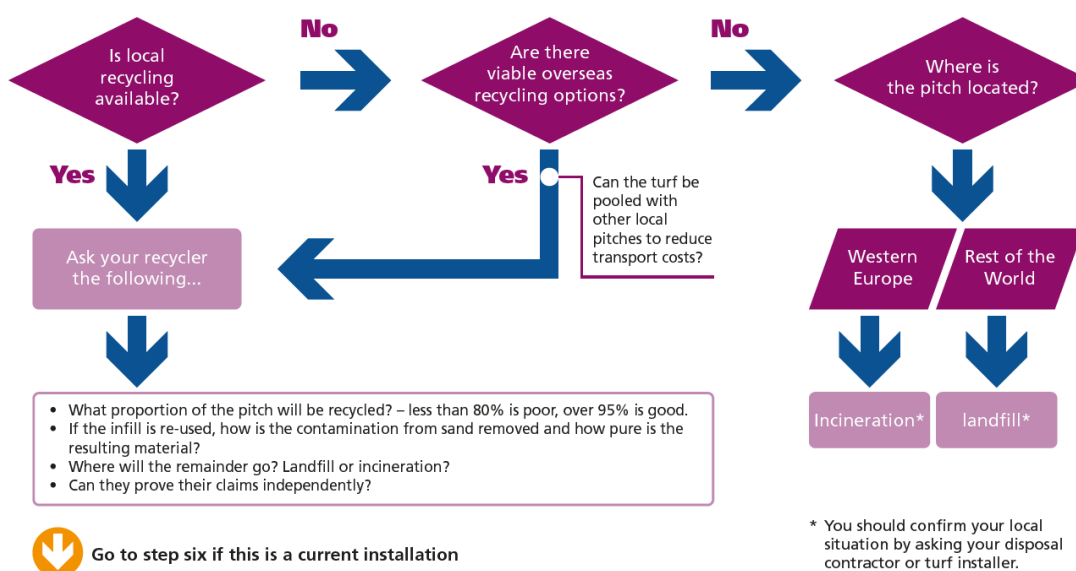 Is local
recycling
available?
No
Are there
viable overseas
recycling options?
No
Where is
the pitch located?
Yes
Yes
Can the turf be
pooled with
other local
pitches to reduce
transport costs?
Ask your recycler
the following...
Western
Europe
Rest of the
World
• What proportion of the pitch will be recycled? – less than 80% is poor, over 95% is good.
• If the infill is re-used, how is the contamination from sand removed and how pure is the
resulting material?
• Where will the remainder go? Landfill or incineration?
• Can they prove their claims independently?
Incineration*
landfill*
Go to step six if this is a current installation
* You should confirm your local
situation by asking your disposal
contractor or turf installer.